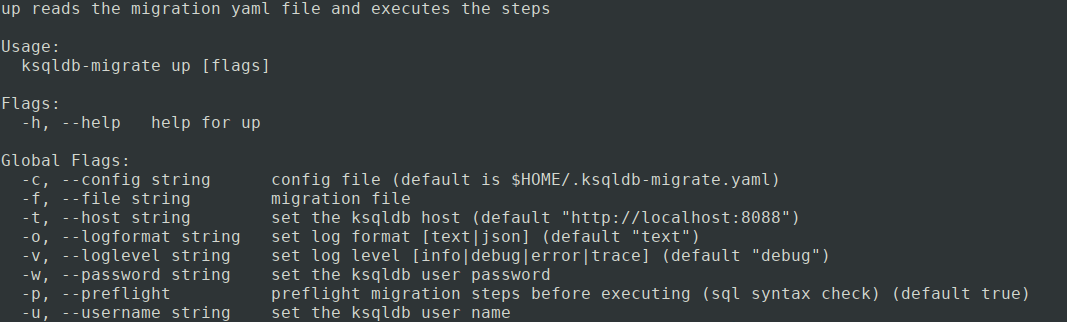 up reads the migration yaml file and executes the steps

Usage:
  ksqldb-migrate up [flags]

Flags:
  -h, --help   help for up

Global Flags:
  -c, --config string      config file (default is $HOME/.ksqldb-migrate.yaml)
  -f, --file string        migration file
  -t, --host string        set the ksqldb host (default "http://localhost:8088")
  -o, --logformat string   set log format [text|json] (default "text")
  -v, --loglevel string    set log level [info|debug|error|trace] (default "debug")
  -w, --password string    set the ksqldb user password
  -p, --preflight          preflight migration steps before executing (sql syntax check) (default true)
  -u, --username string    set the ksqldb user name